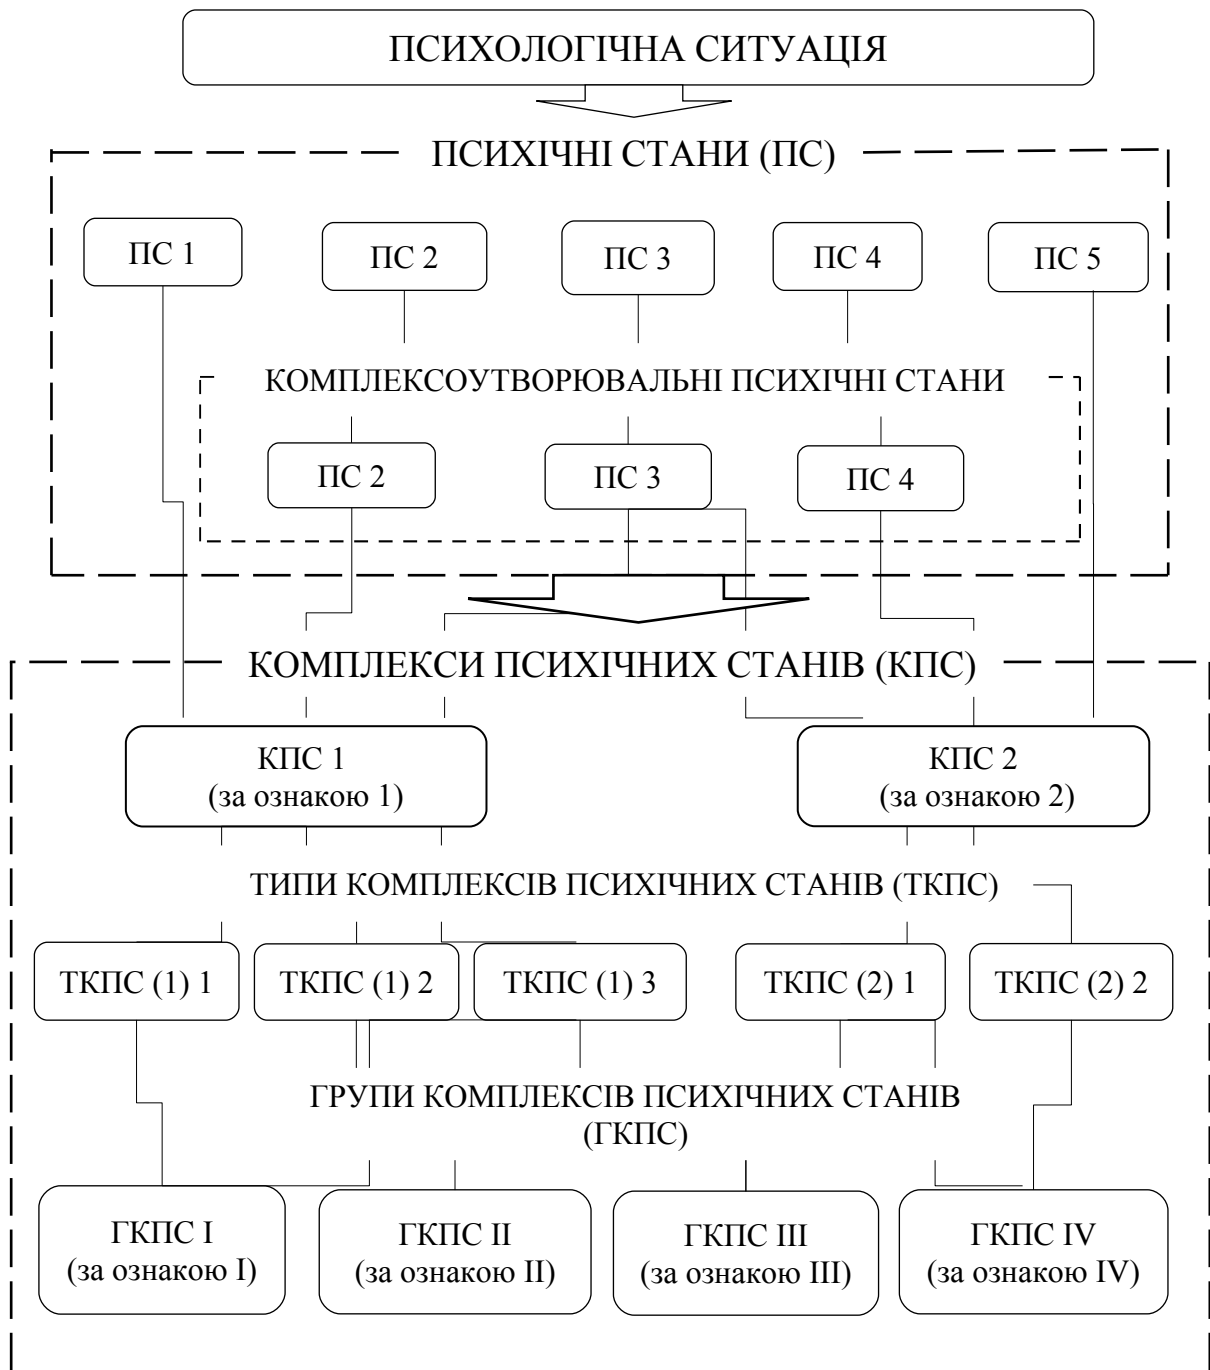 ПСИХОЛОГІЧНА СИТУАЦІЯ
ПСИХІЧНІ СТАНИ (ПС)
ПС 1
ПС 2
ПС 3
ПС 4
ПС 5
КОМПЛЕКСОУТВОРЮВАЛЬНІ ПСИХІЧНІ СТАНИ
ПС 2
ПС 3
ПС 4
КОМПЛЕКСИ ПСИХІЧНИХ СТАНІВ (КПС)
КПС 1
(за ознакою 1)
КПС 2
(за ознакою 2)
ТИПИ КОМПЛЕКСІВ ПСИХІЧНИХ СТАНІВ (ТКПС)
ТКПС (1) 1
ТКПС (1) 2
ТКПС (1) 3
ТКПС (2) 1
ТКПС (2) 2
ГРУПИ КОМПЛЕКСІВ ПСИХІЧНИХ СТАНІВ
(ГКПС)
ГКПС I
(за ознакою I)
ГКПС II
(за ознакою II)
ГКПС III
(за ознакою III)
ГКПС IV
(за ознакою IV)